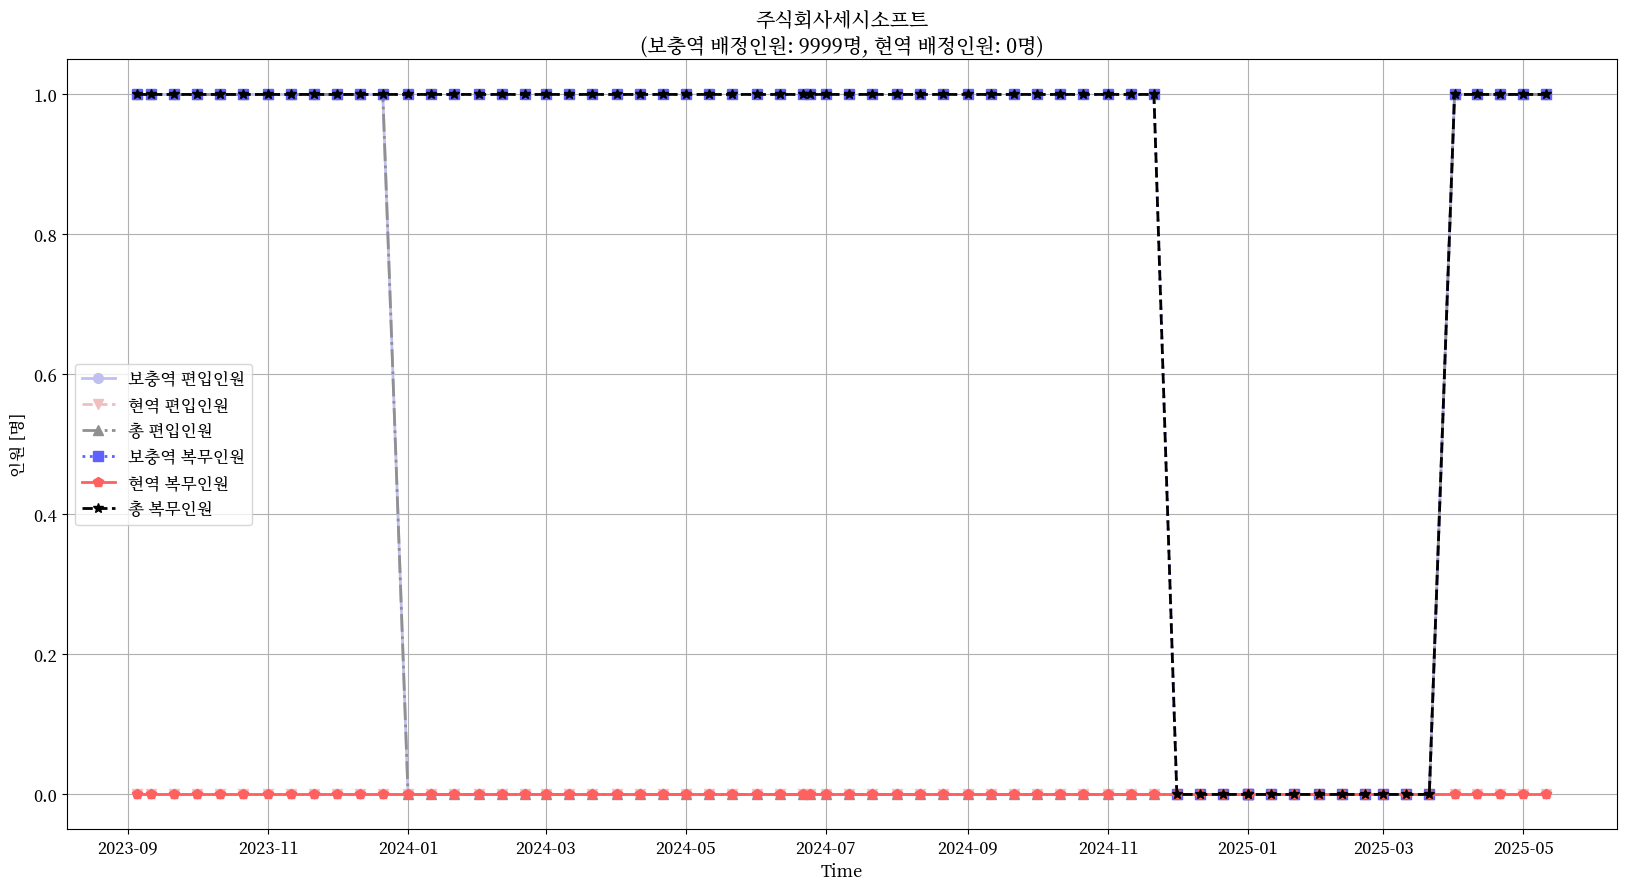 주식회사세시소프트
(보충역 배정인원: 9999명, 현역 배정인원: 0명)
1.0
0.8
0.6
0.4
0.2
0.0
인원 [명]
보충역 편입인원
현역 편입인원
총 편입인원
보충역 복무인원
현역 복무인원
총 복무인원
2023-09
2023-11
2024-01
2024-03
2024-05
2024-07
2024-09
2024-11
2025-01
2025-03
2025-05
Time